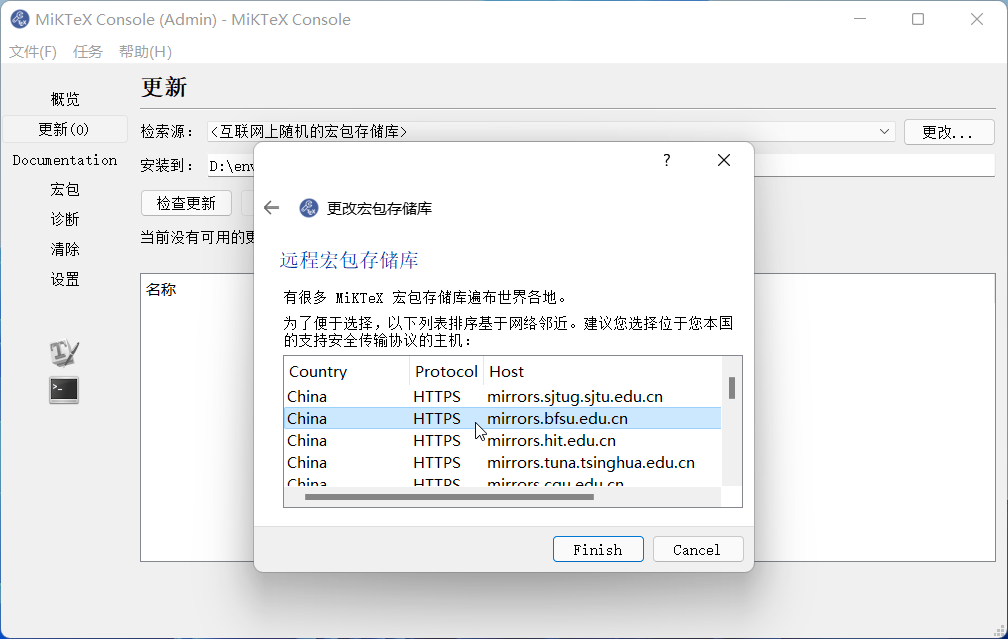 MiKTeX Console (Admin) - MiKTeX Console
文件(F) 任务 帮助(H)
概览
更新(0)
Documentation
宏包
诊断
清除
设置
更新
检索源： <互联网上随机的宏包存储库> 更改...
安装到： D:\env
检查更新
当前没有可用的更
名称
?
更改宏包存储库
远程宏包存储库
有很多 MiKTeX 宏包存储库遍布世界各地。
为了便于选择，以下列表排序基于网络邻近。建议您选择位于您本国
的支持安全传输协议的主机：
Country Protocol Host
China HTTPS mirrors.sjtug.sjtu.edu.cn
China HTTPS mirrors.bfsu.edu.cn
China HTTPS mirrors.hit.edu.cn
China HTTPS mirrors.tuna.tsinghua.edu.cn
China HTTPS mirrors.cqu.edu.cn
Finish Cancel